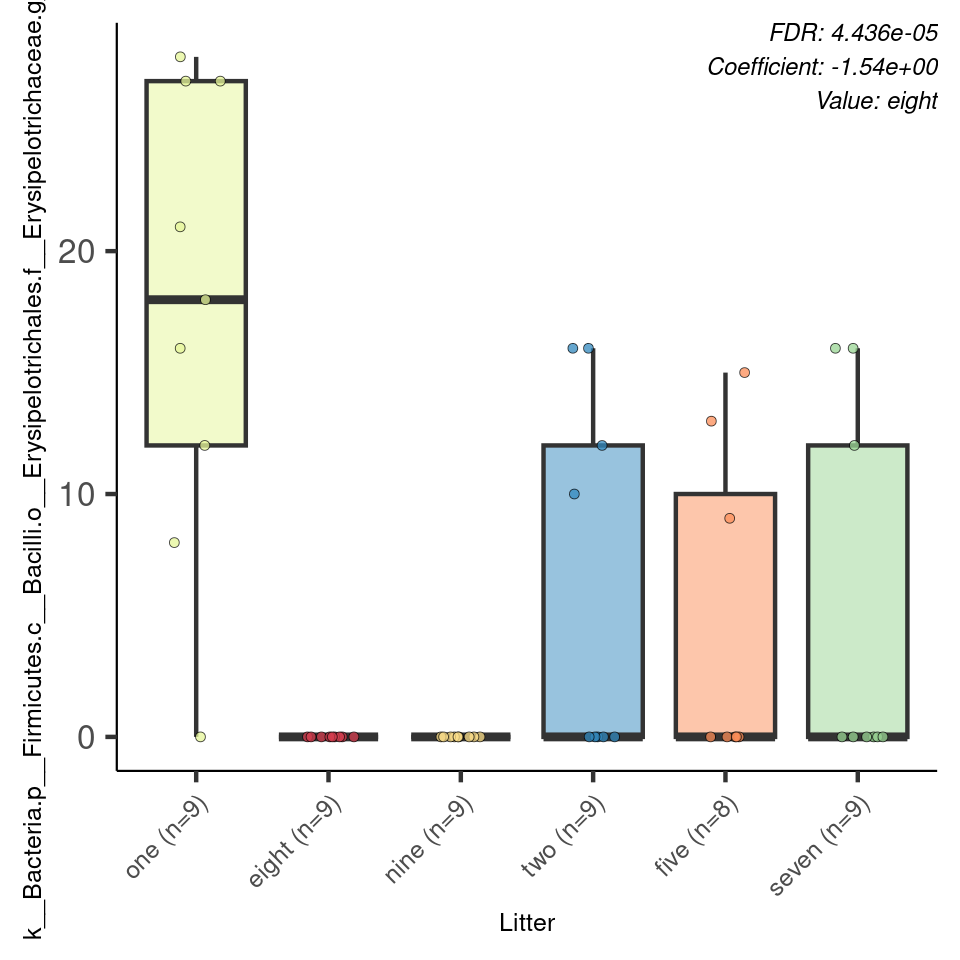 FDR: 4.436e-05
Coefficient: -1.54e+00
Value: eight
k__Bacteria.p__Firmicutes.c__Bacilli.o__Erysipelotrichales.f__Erysipelotrichaceae.g
20
10
0
one (n=9)
eight (n=9)
nine (n=9)
two (n=9)
five (n=8)
seven (n=9)
Litter